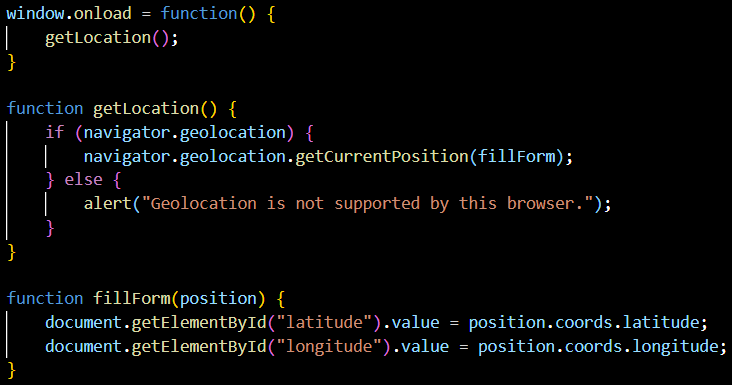 window.onload = function() {
    getLocation();
}

function getLocation() {
    if (navigator.geolocation) {
        navigator.geolocation.getCurrentPosition(fillForm);
    } else {
        alert("Geolocation is not supported by this browser.");
    }
}

function fillForm(position) {
    document.getElementById("latitude").value = position.coords.latitude;
    document.getElementById("longitude").value = position.coords.longitude;
}